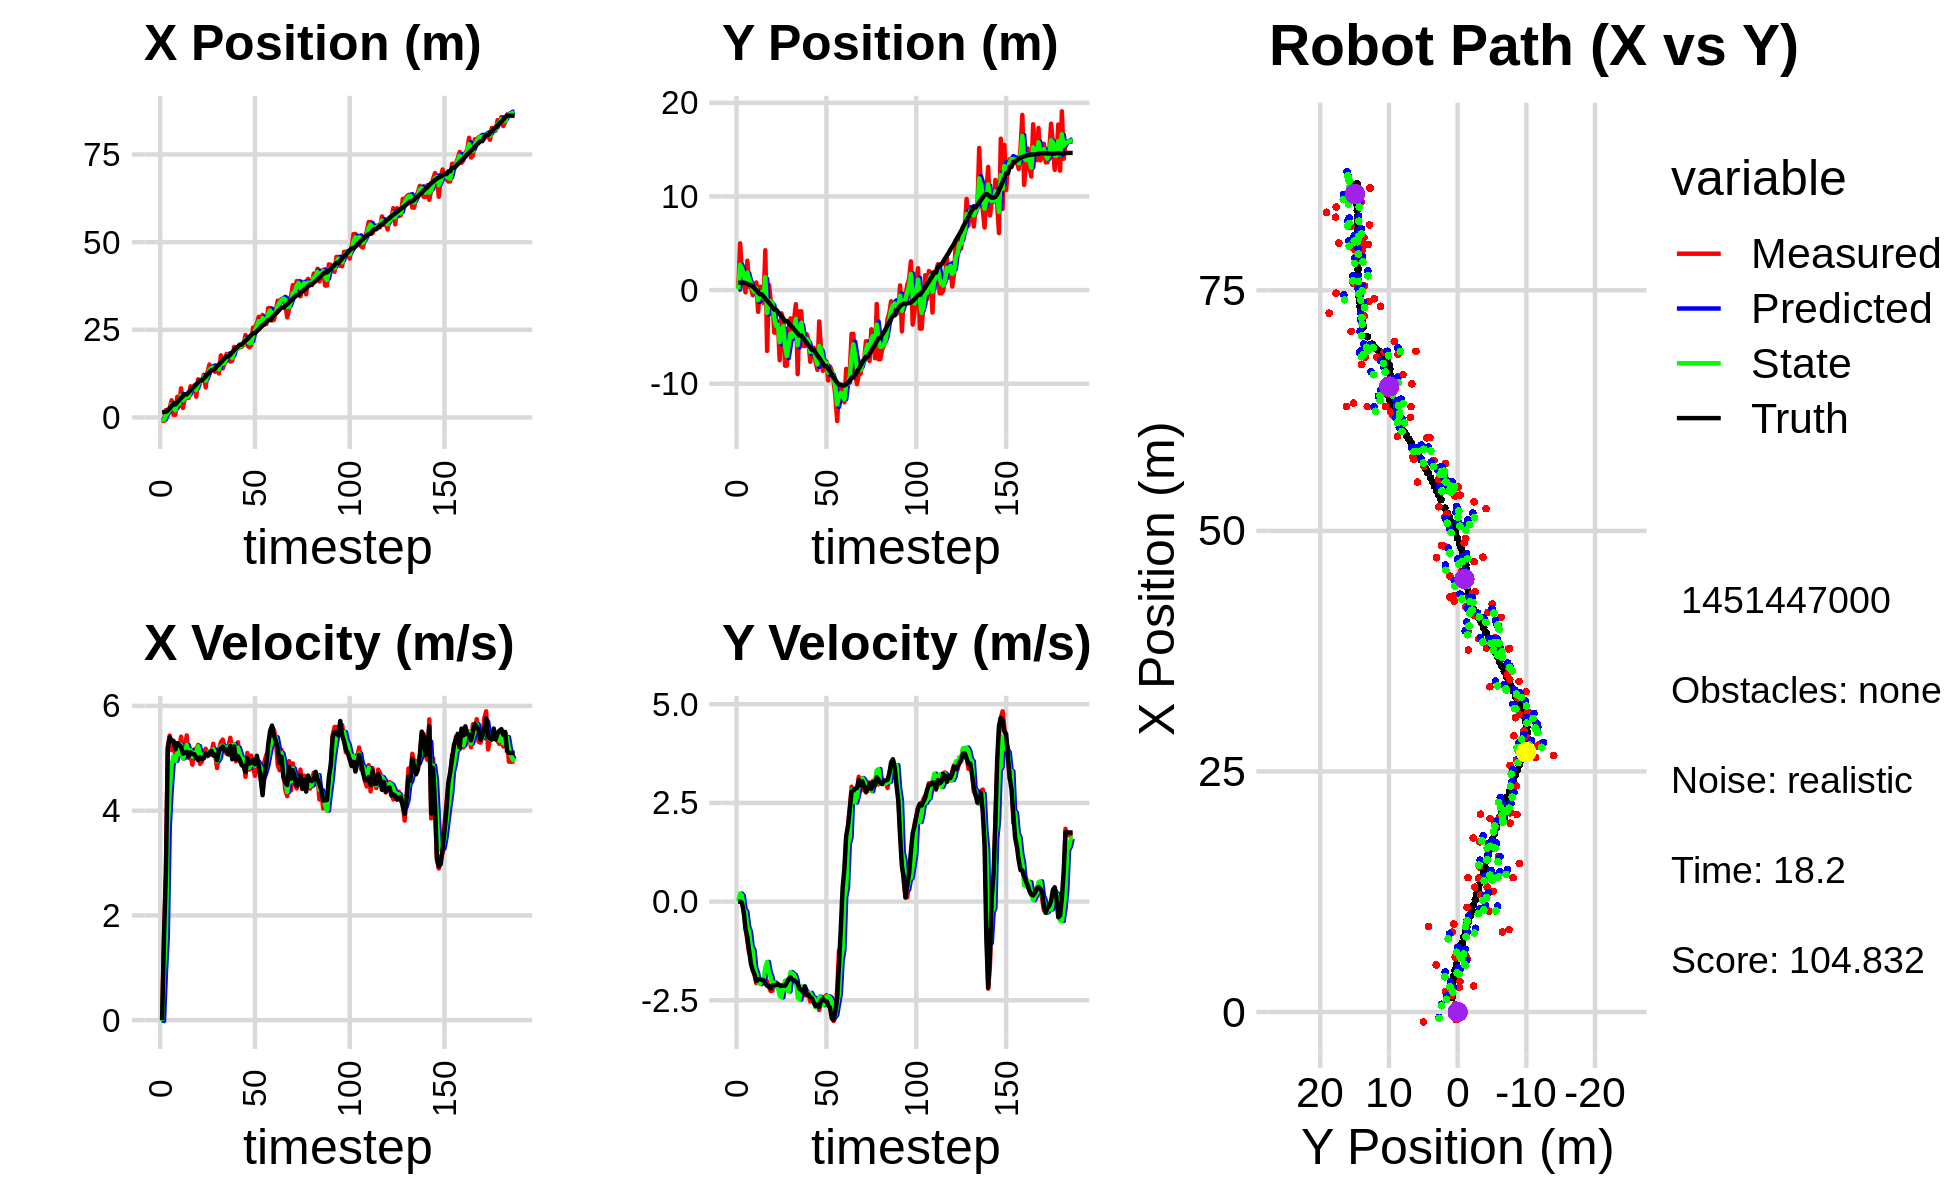 X Position (m)
75
50
25
0
0
50
100
150
timestep
Y Position (m)
20
10
0
-10
0
50
100
150
timestep
X Velocity (m/s)
6
4
2
0
0
50
100
150
timestep
Y Velocity (m/s)
5.0
2.5
0.0
-2.5
0
50
100
150
timestep
Robot Path (X vs Y)
X Position (m)
75
50
25
0
20 10 0 -10 -20
Y Position (m)
variable
Measured
Predicted
State
Truth
1451447000
Obstacles: none
Noise: realistic
Time: 18.2
Score: 104.832